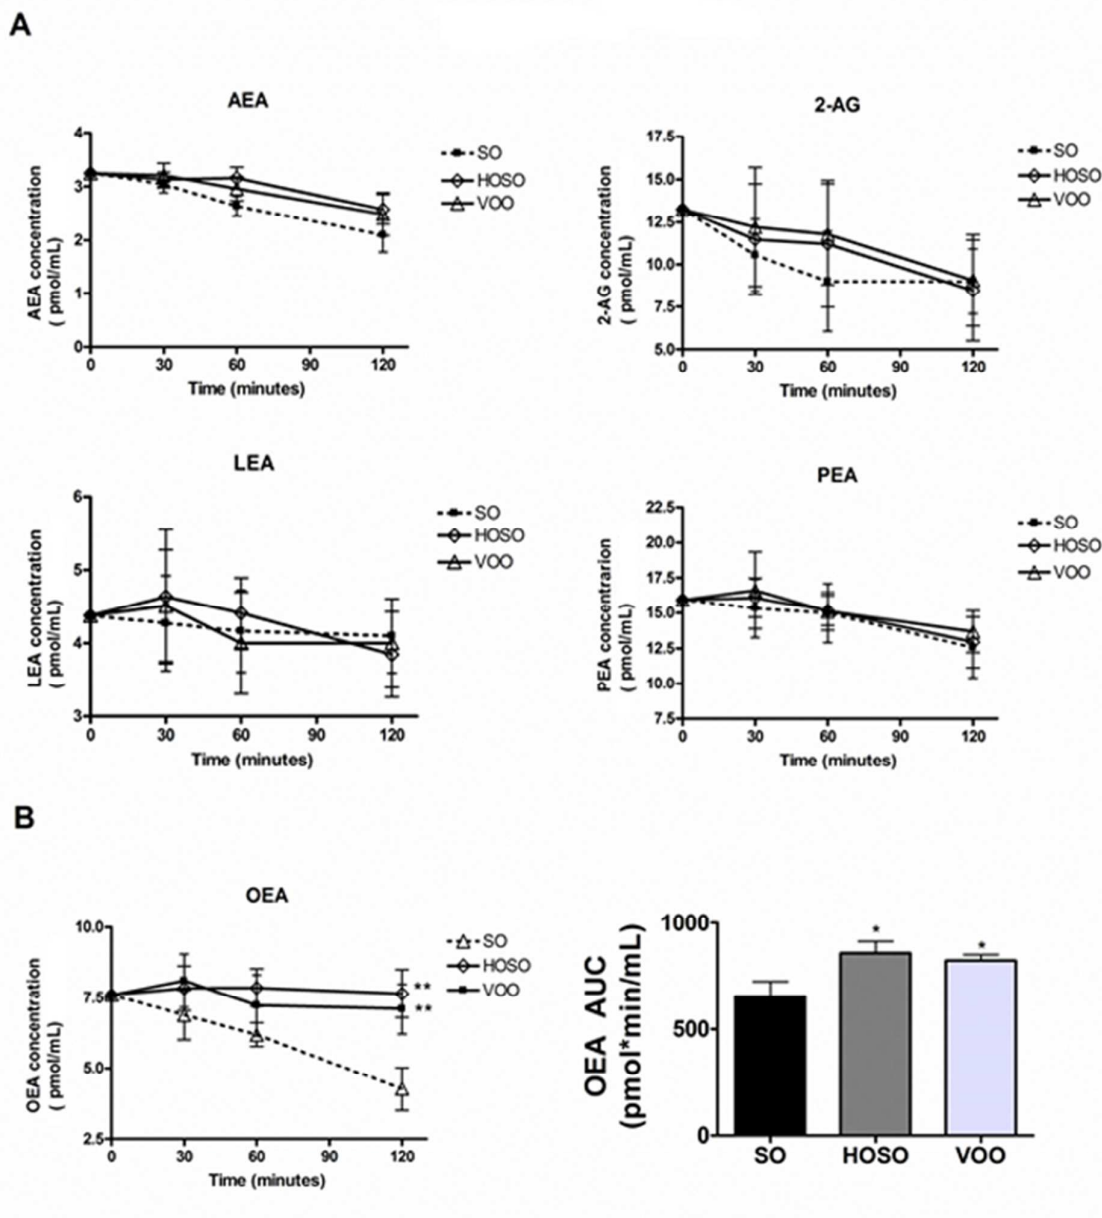 A
AEA
4
3
2
1
0
AEA concentration
( pmol/mL)
0 30 60 90 120
Time (minutes)
SO
HOSO
VOO
2-AG
17.5
15.0
12.5
10.0
7.5
5.0
2-AG concentration
( pmol/mL)
0 30 60 90 120
Time (minutes)
SO
HOSO
VOO
LEA
6
5
4
3
LEA concentration
( pmol/mL)
0 30 60 90 120
Time (minutes)
SO
HOSO
VOO
PEA
22.5
20.0
17.5
15.0
12.5
10.0
7.5
PEA concentrarion
( pmol/mL)
0 30 60 90 120
Time (minutes)
SO
HOSO
VOO
B
OEA
10.0
7.5
5.0
2.5
OEA concentration
( pmol/mL)
0 30 60 90 120
Time (minutes)
SO
HOSO
VOO
**
**
1000
500
0
OEA AUC
(pmol*min/mL)
*
*
SO HOSO VOO